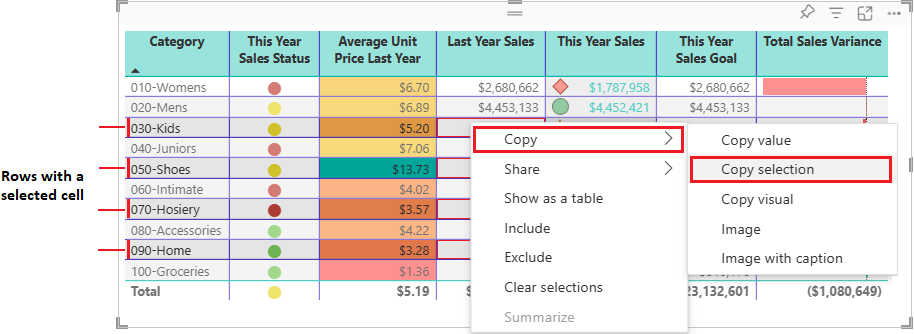 Category This Year Sales Status Average Unit Price Last Year Last Year Sales This Year Sales This Year Sales Goal Total Sales Variance
010-Womens $6.70 $2,680,662 $1,787,958 $2,680,662
020-Mens $6.89 $4,453,133 $4,452,421 $4,453,133
030-Kids $5.20
040-Juniors $7.06
050-Shoes $13.73
060-Intimate $4.02
070-Hosiery $3.57
080-Accessories $4.22
090-Home $3.28
100-Groceries $1.36
Total $5.19 23,132,601 ($1,080,649)
Rows with a
selected cell
Copy
Share
Show as a table
Include
Exclude
Clear selections
Summarize
Copy value
Copy selection
Copy visual
Image
Image with caption